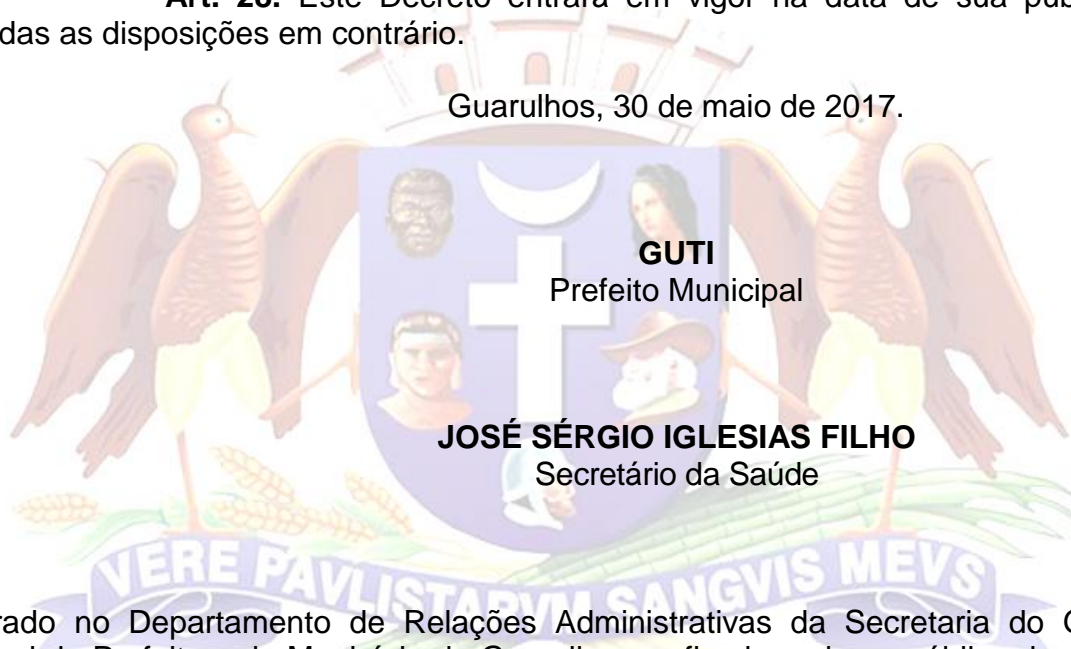 Art. 26. Este Decreto entrará em vigor na data de sua
das as disposições em contrário.
Guarulhos, 30 de maio de 2017.
GUTI
Prefeito Municipal
JOSÉ SÉRGIO IGLESIAS FILHO
Secretário da Saúde
VERE PAVLISTARVM SANGVIS MEVS
rado no Departamento de Relações Administrativas da Secretaria do